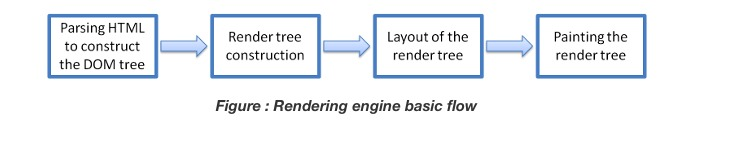 Parsing HTML
to construct
the DOM tree
Render tree
construction
Layout of the
render tree
Painting the
render tree
Figure : Rendering engine basic flow